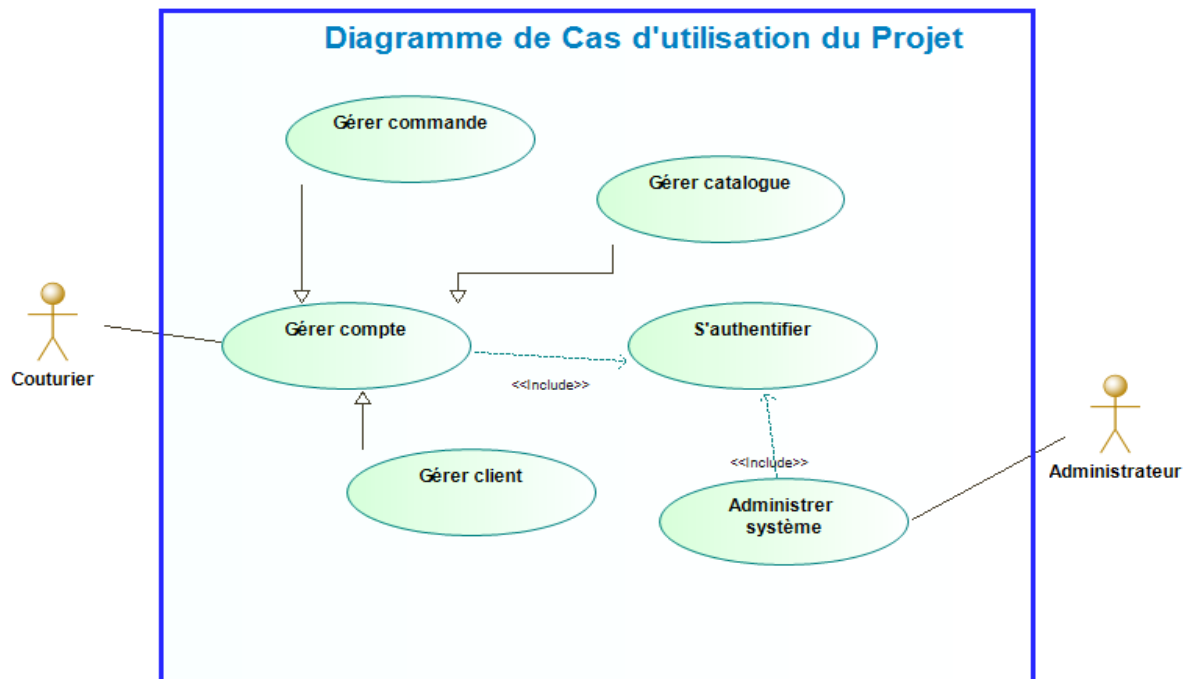 Diagramme de Cas d'utilisation du Projet
Gérer commande
Gérer catalogue
Gérer compte
S'authentifier
Couturier
<<Include>>
<<Include>>
Administrateur
Gérer client
Administrer
système